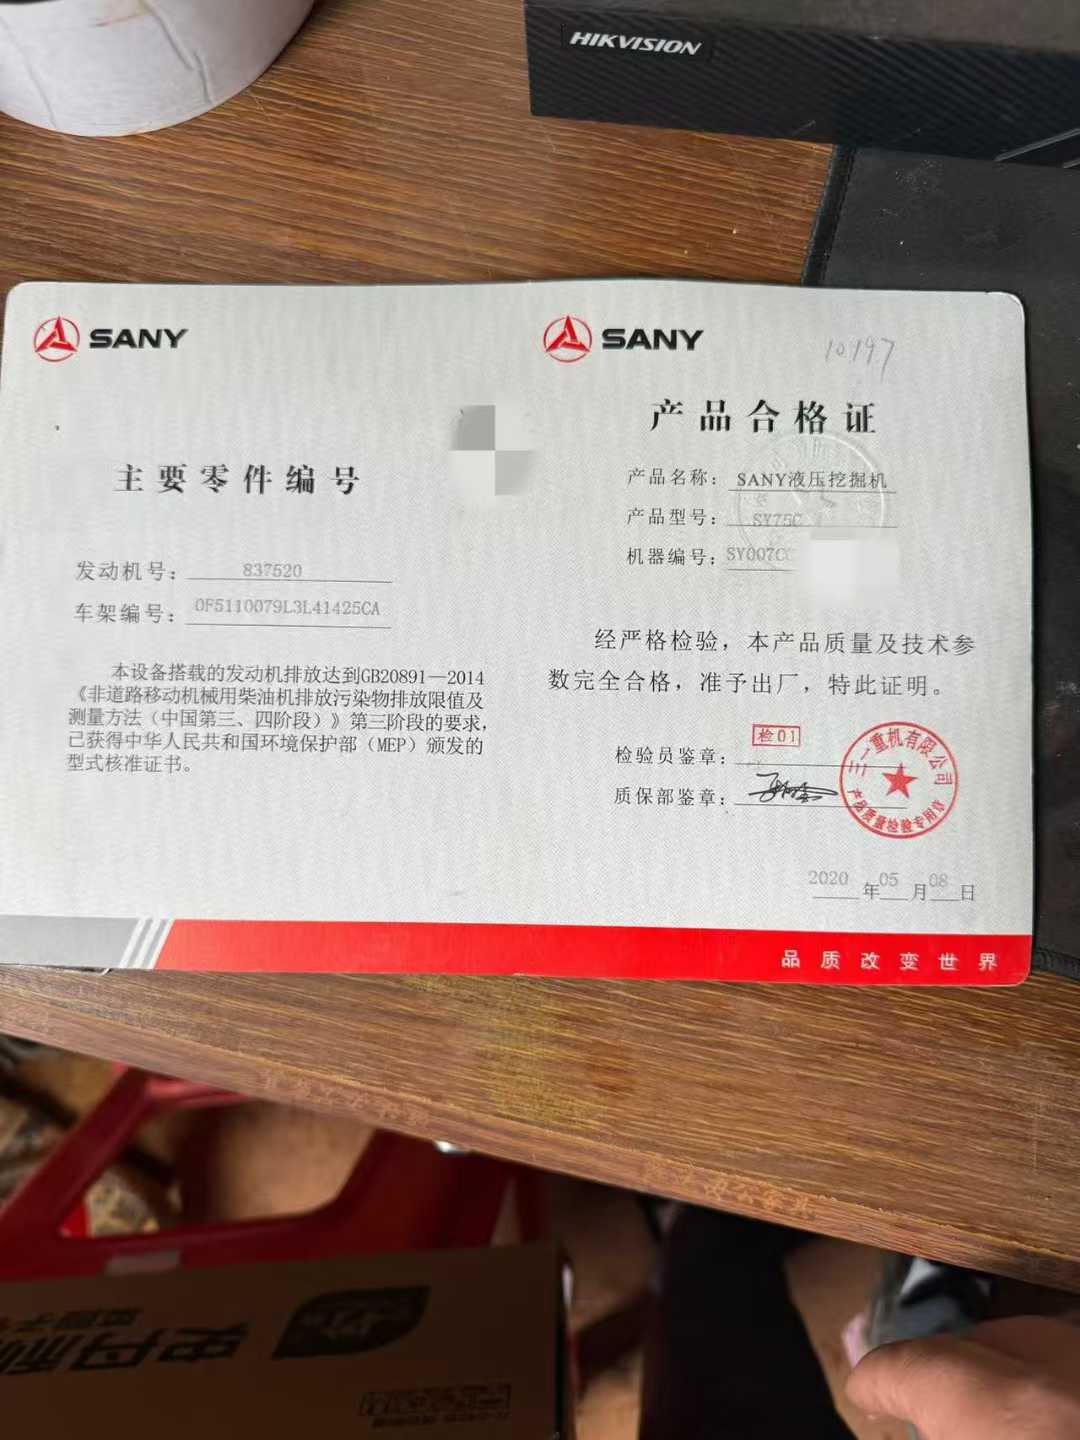 HIKVISION
SANY
主要零件编号
发动机号：837520
车架编号：0F5110079L3L41425CA
本设备搭载的发动机排放达到GB20891—2014
《非道路移动机械用柴油机排放污染物排放限值及
测量方法（中国第三、四阶段）》第三阶段的要求，
已获得中华人民共和国环境保护部（MEP）颁发的
型式核准证书。
SANY
10197
产品合格证
产品名称：SANY液压挖掘机
产品型号：SY75C
机器编号：SY007CC
经严格检验，本产品质量及技术参
数完全合格，准予出厂，特此证明。
检验员鉴章：检01
质保部鉴章：
三一重机有限公司
产品质量检验专用章
2020年05月08日
品质改变世界